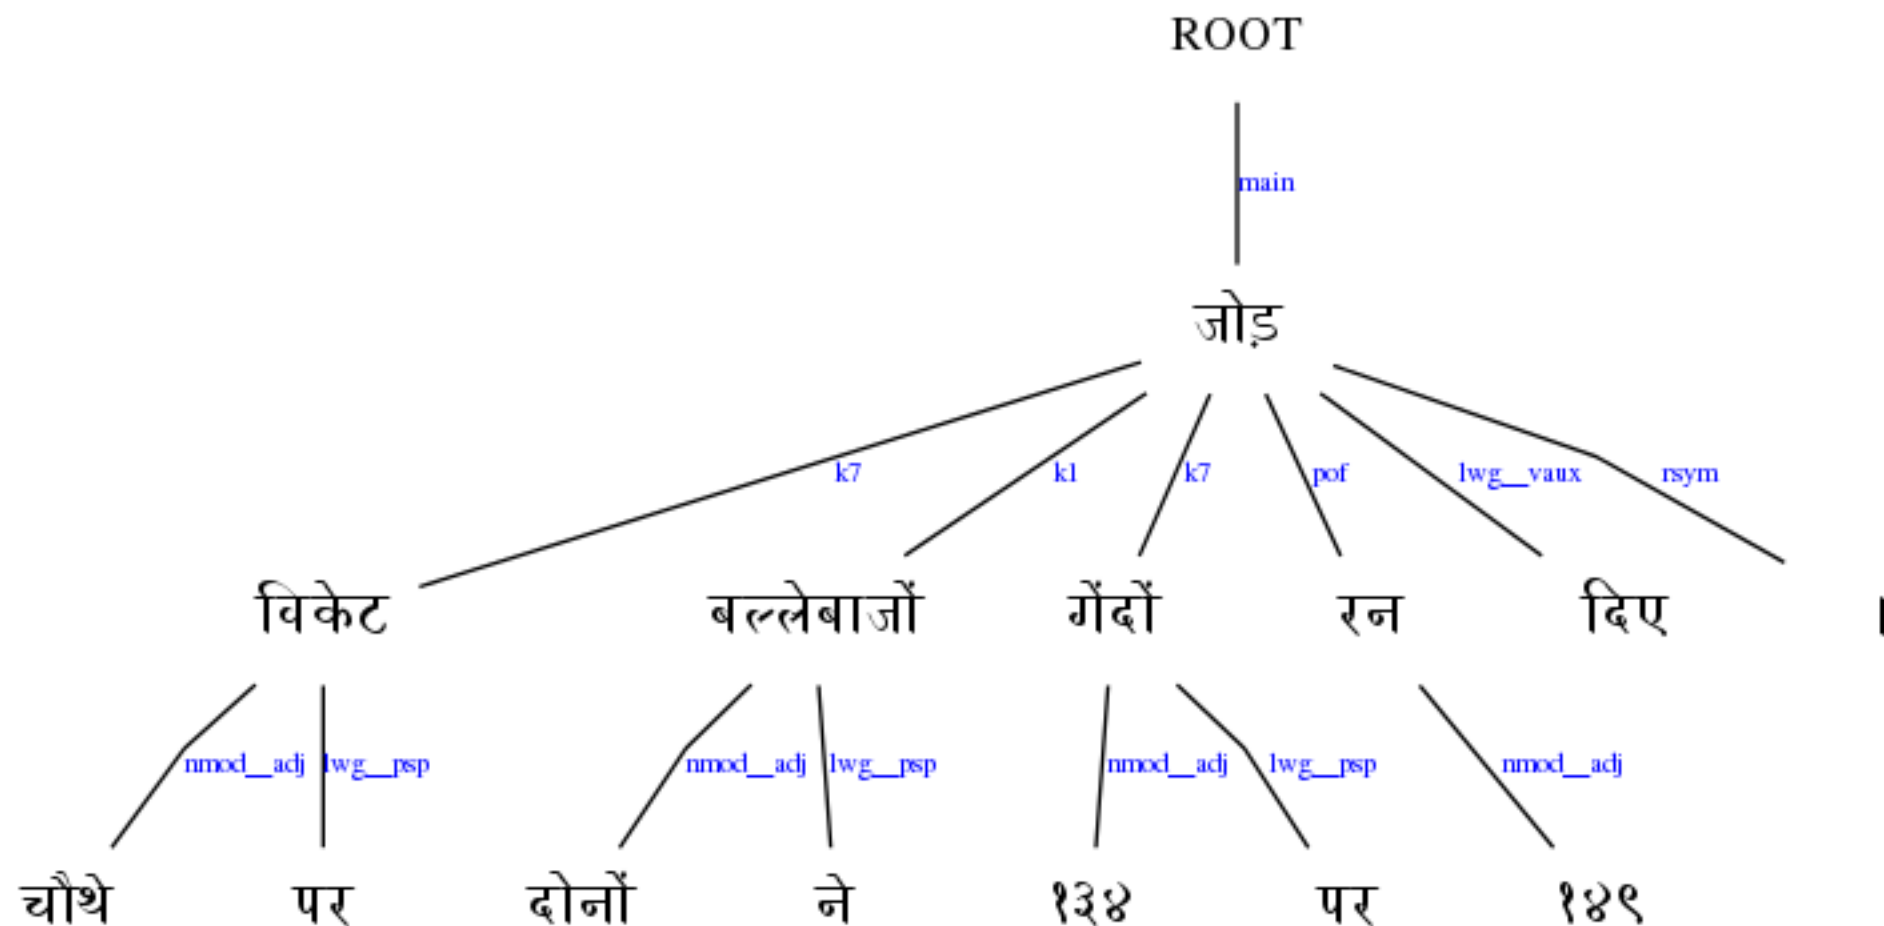 ROOT
main
जोड़
k7 k1 k7 pof lwg__vaux rsym
विकेट बल्लेबाजों गेंदों रन दिए ।
nmod__adj lwg__psp nmod__adj lwg__psp nmod__adj lwg__psp nmod__adj
चौथे पर दोनों ने १३४ पर १४९